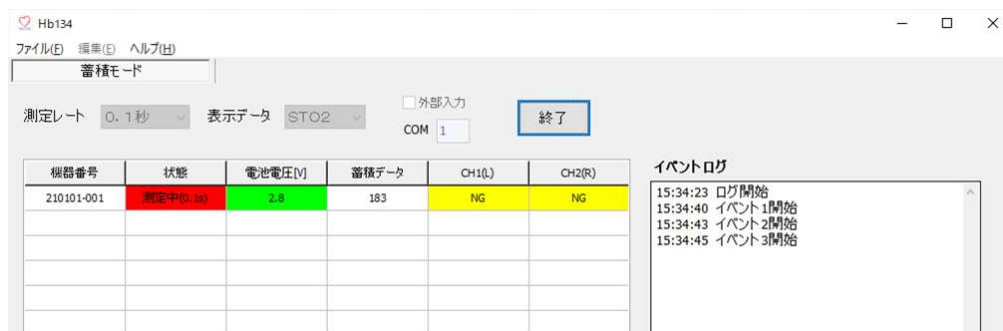 Hb134
ファイル(F) 編集(E) ヘルプ(H)
蓄積モード
測定レート 0.1秒 表示データ STO2 外部入力 COM 1 終了
機器番号 状態 電池電圧[V] 蓄積データ CH1(L) CH2(R)
210101-001 測定中(0.1s) 2.8 183 NG NG
イベントログ
15:34:23 ログ開始
15:34:40 イベント1開始
15:34:43 イベント2開始
15:34:45 イベント3開始